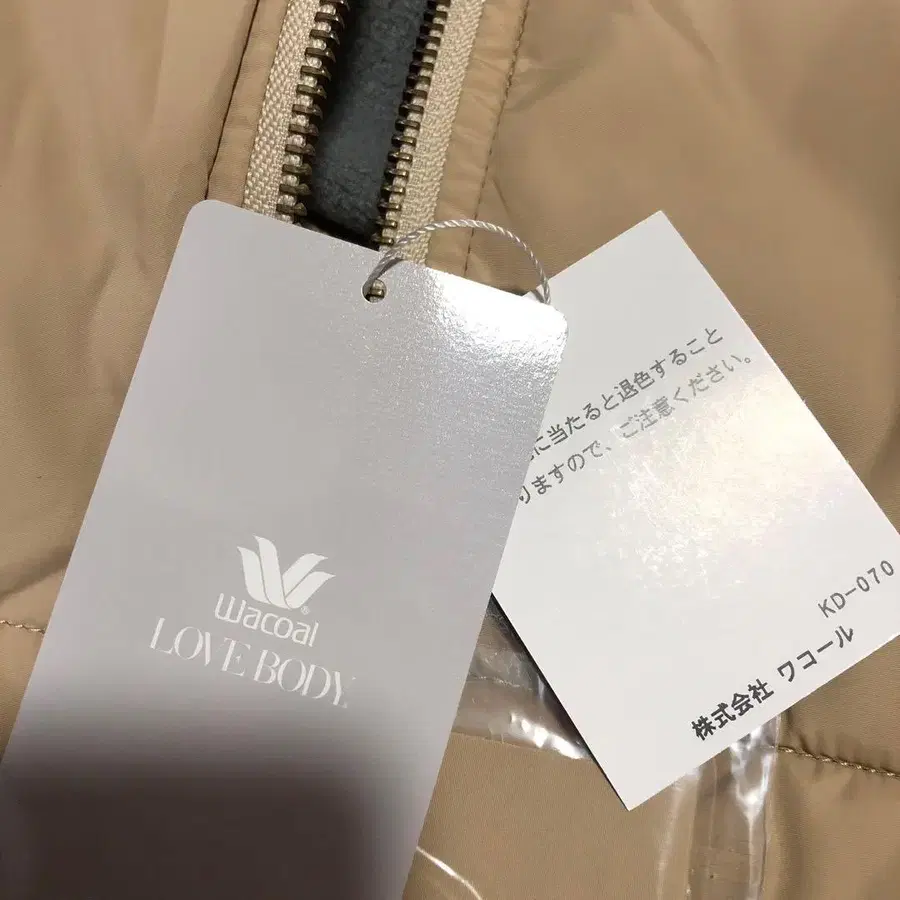 Wacoal®
LOVE BODY
に当たると退色すること
りますので、ご注意ください。
KD-070
株式会社 ワコール